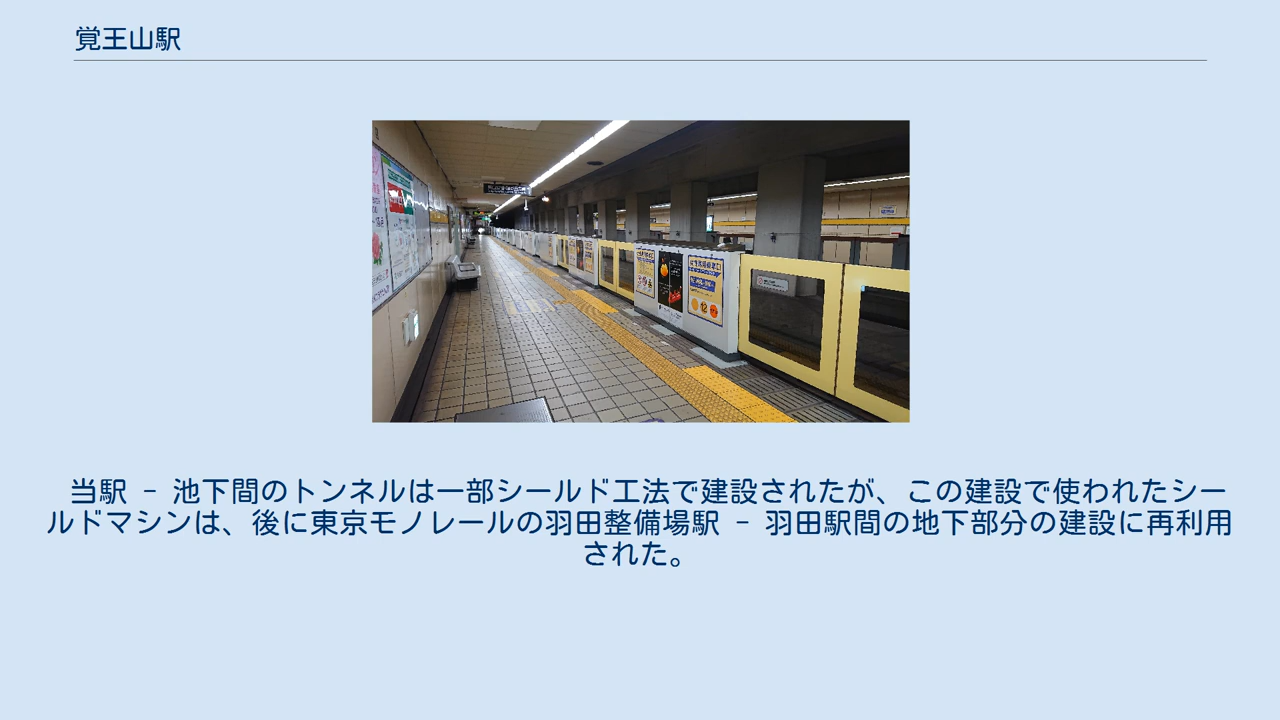 覚王山駅
当駅 - 池下間のトンネルは一部シールド工法で建設されたが、この建設で使われたシー
ルドマシンは、後に東京モノレールの羽田整備場駅 - 羽田駅間の地下部分の建設に再利用
された。